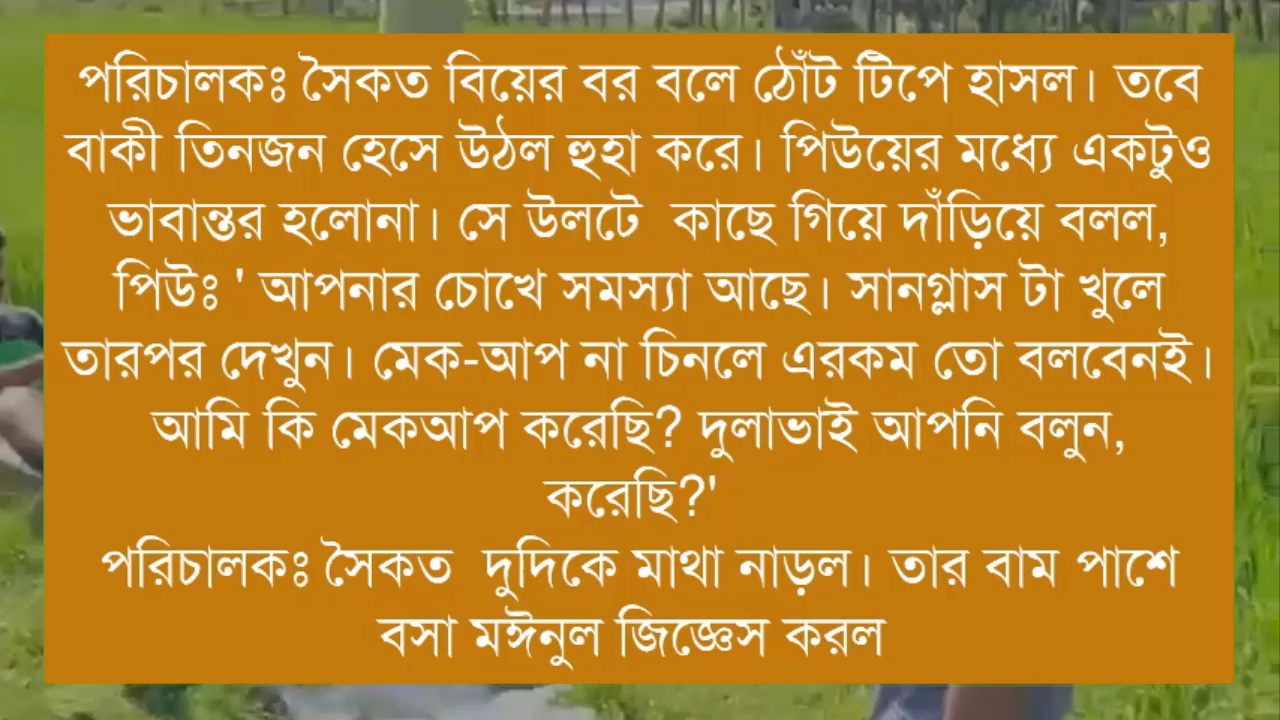 পরিচালকঃ সৈকত বিয়ের বর বলে ঠোঁট টিপে হাসল। তবে
বাকী তিনজন হেসে উঠল হুহা করে। পিউয়ের মধ্যে একটুও
ভাবান্তর হলোনা। সে উলটে  কাছে গিয়ে দাঁড়িয়ে বলল,
পিউঃ ' আপনার চোখে সমস্যা আছে। সানগ্লাস টা খুলে
তারপর দেখুন। মেক-আপ না চিনলে এরকম তো বলবেনই।
আমি কি মেকআপ করেছি? দুলাভাই আপনি বলুন,
করেছি?'
পরিচালকঃ সৈকত  দুদিকে মাথা নাড়ল। তার বাম পাশে
বসা মঈনুল জিজ্ঞেস করল